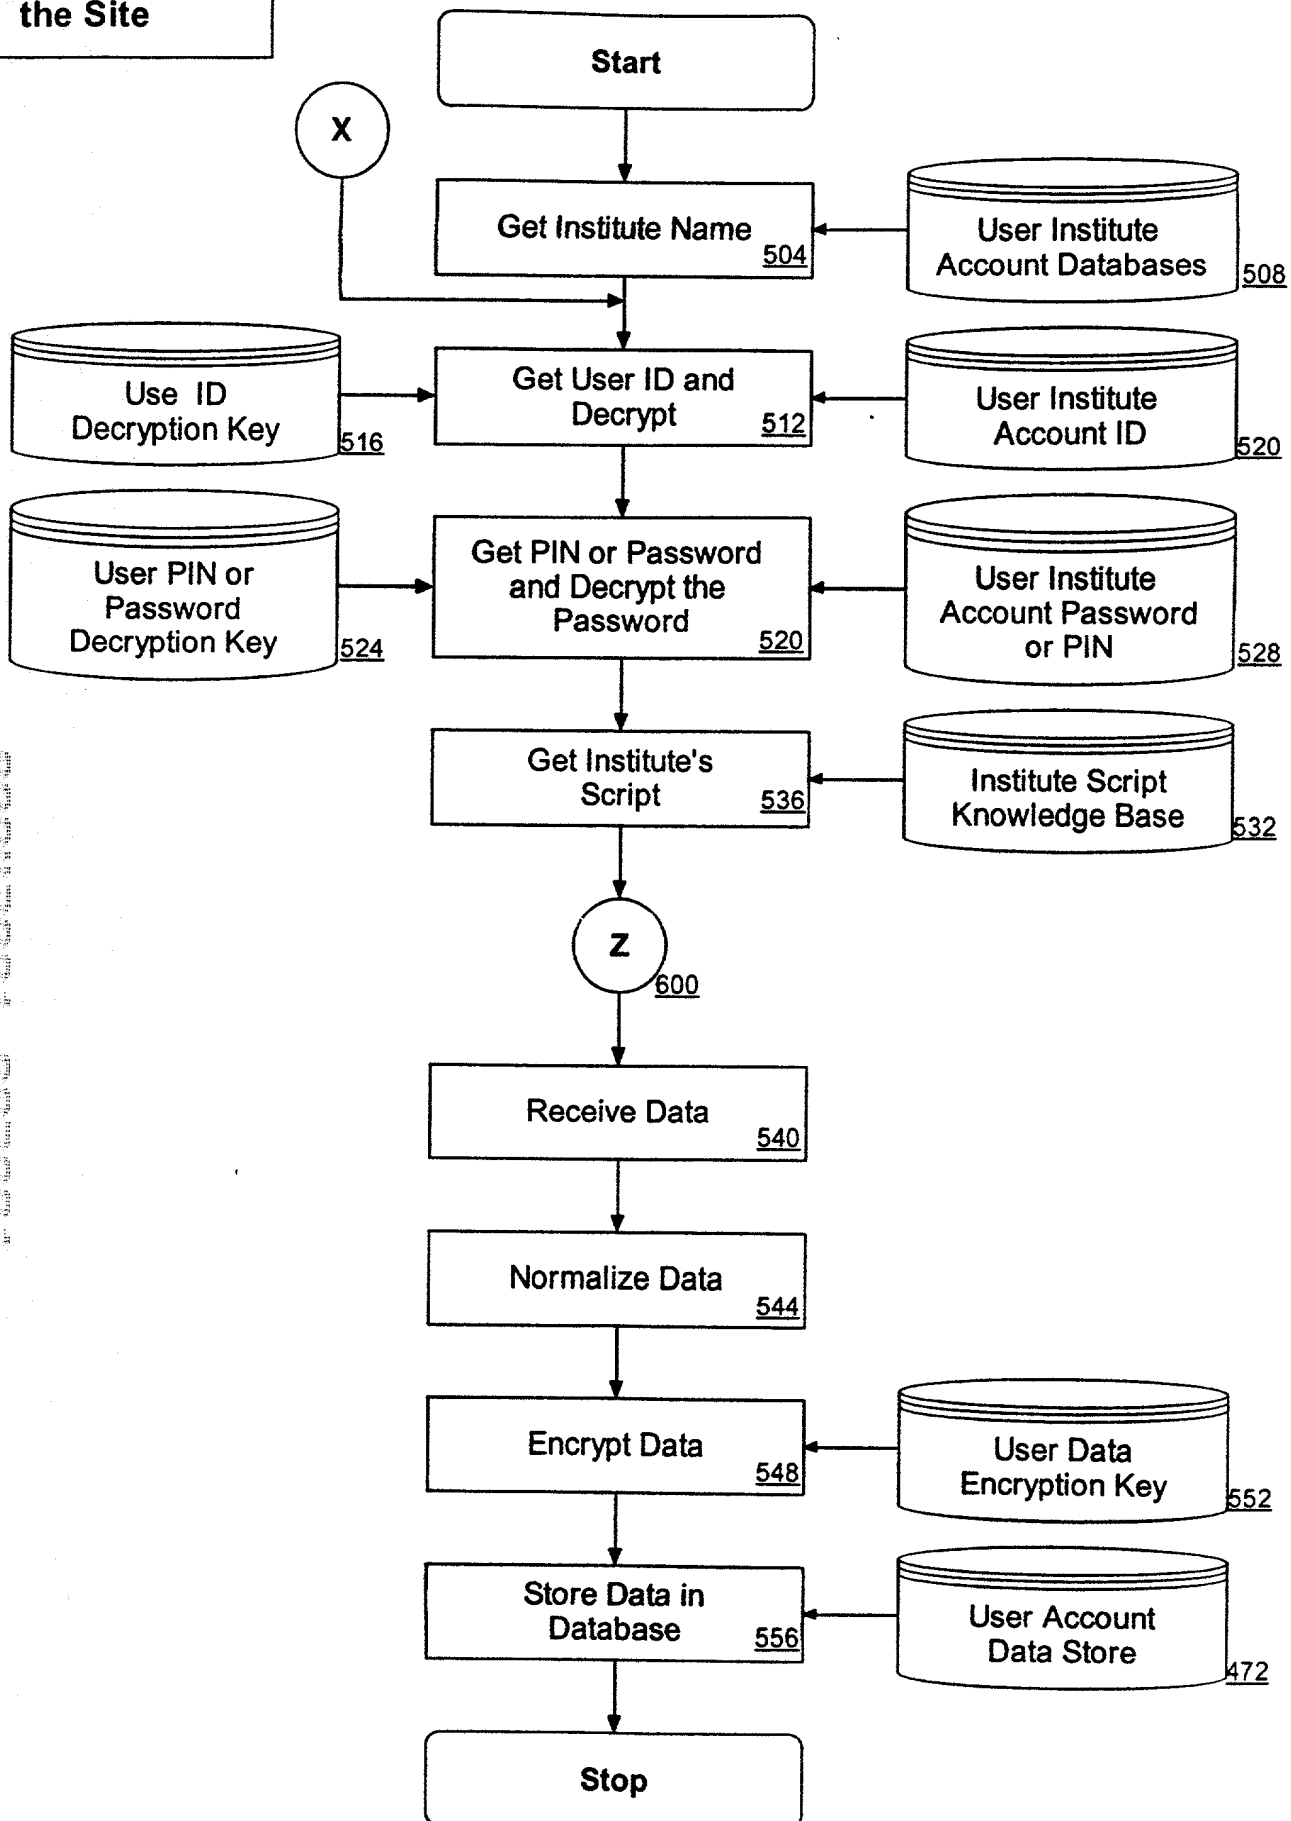 the Site
Start
X
Get Institute Name
504
User Institute
Account Databases
508
Use ID
Decryption Key
516
Get User ID and
Decrypt
512
User Institute
Account ID
520
User PIN or
Password
Decryption Key
524
Get PIN or Password
and Decrypt the
Password
520
User Institute
Account Password
or PIN
528
Get Institute's
Script
536
Institute Script
Knowledge Base
532
Z
600
Receive Data
540
Normalize Data
544
Encrypt Data
548
User Data
Encryption Key
552
Store Data in
Database
556
User Account
Data Store
472
Stop